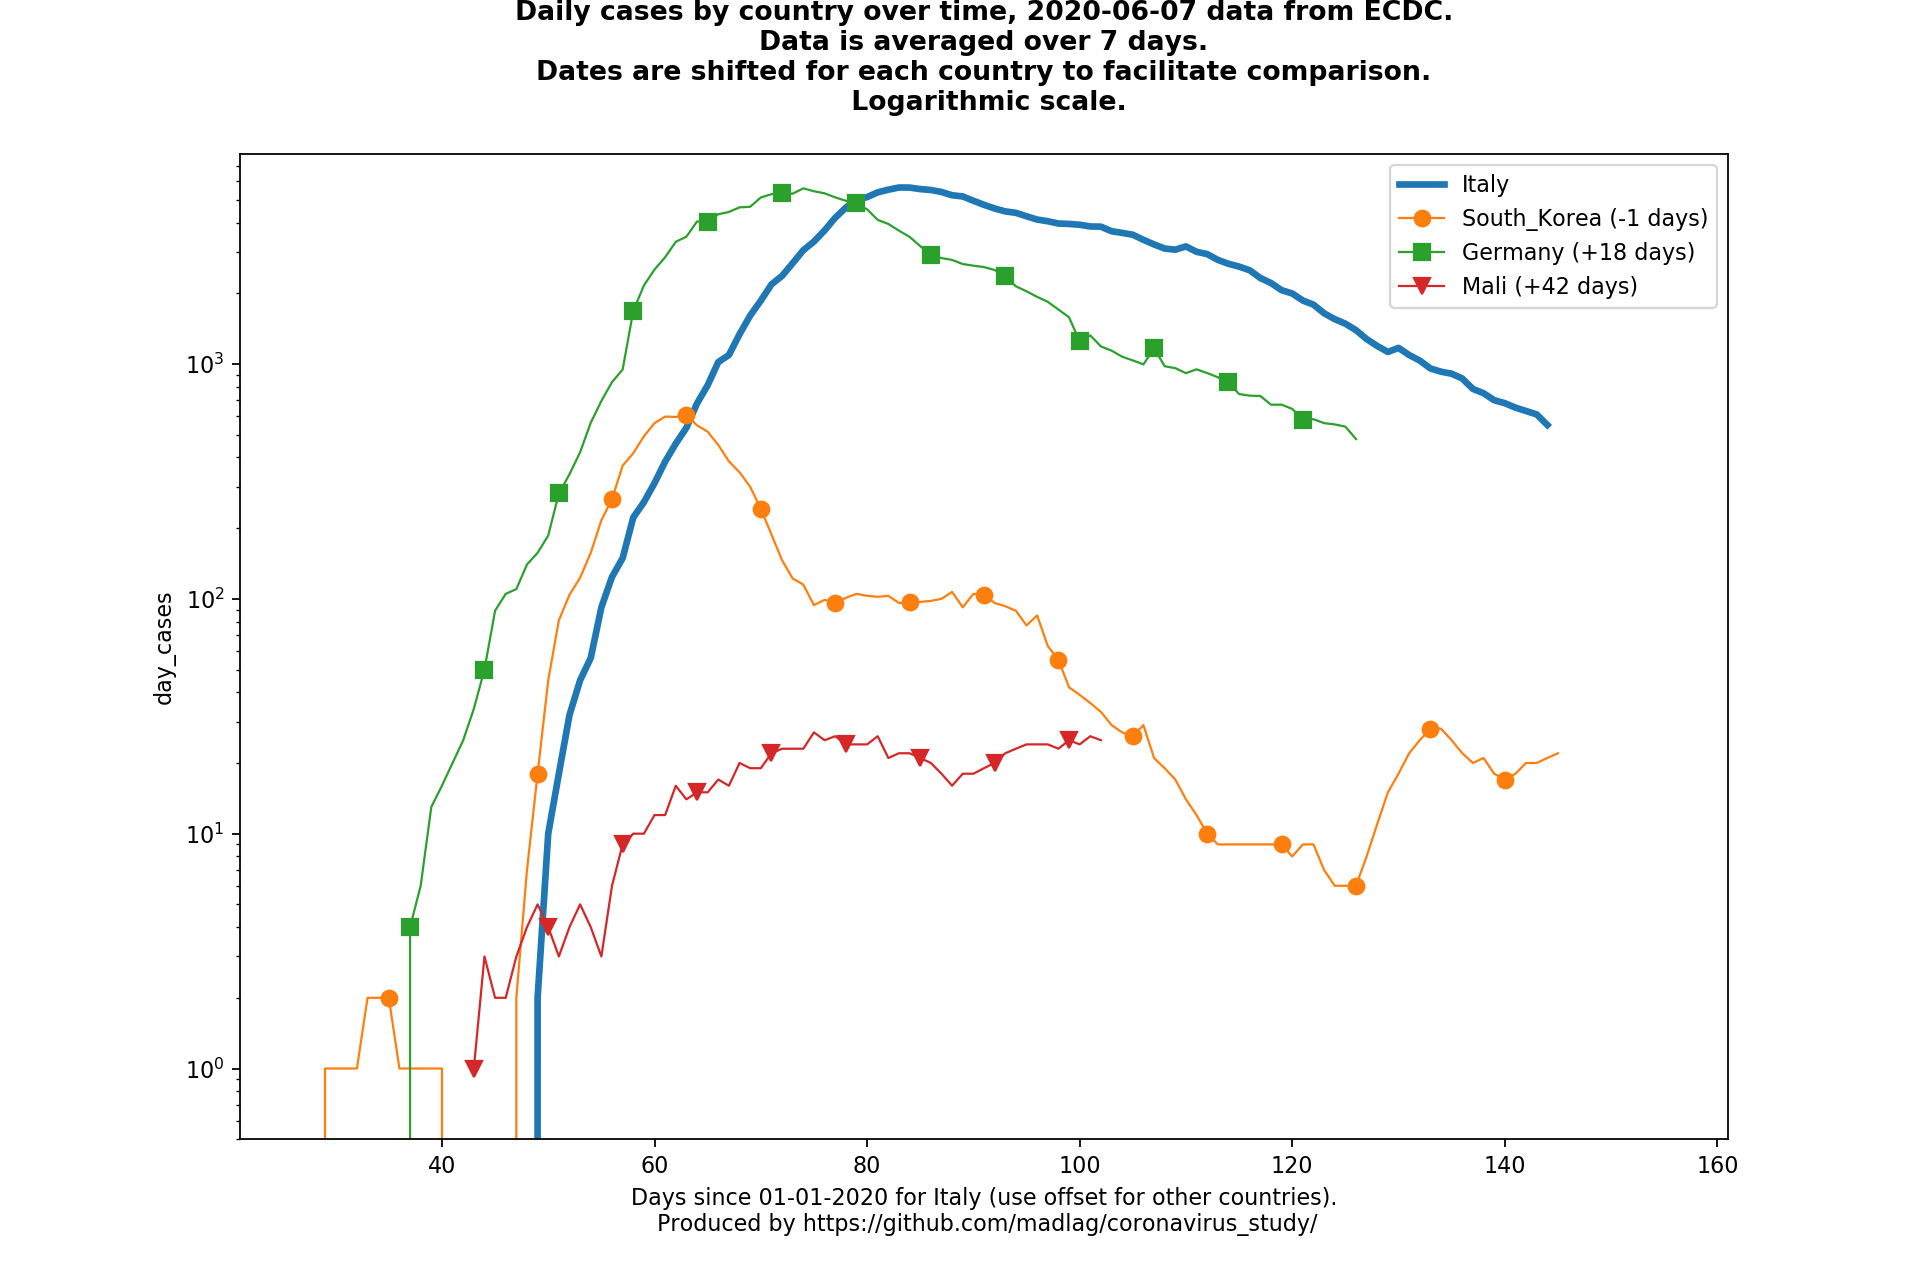 Daily cases by country over time, 2020-06-07 data from ECDC.
Data is averaged over 7 days.
Dates are shifted for each country to facilitate comparison.
Logarithmic scale.
Italy
South_Korea (-1 days)
Germany (+18 days)
Mali (+42 days)
day_cases
10³
10²
10¹
10⁰
40 60 80 100 120 140 160
Days since 01-01-2020 for Italy (use offset for other countries).
Produced by https://github.com/madlag/coronavirus_study/